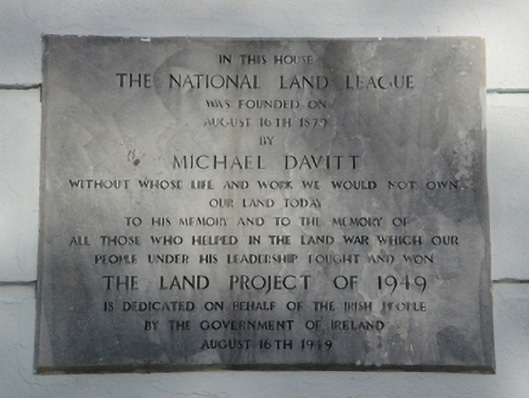 IN THIS HOUSE
THE NATIONAL LAND LEAGUE
WAS FOUNDED ON
AUGUST 16TH 1879
BY
MICHAEL DAVITT
WITHOUT WHOSE LIFE AND WORK WE WOULD NOT OWN
OUR LAND TODAY
TO HIS MEMORY AND TO THE MEMORY OF
ALL THOSE WHO HELPED IN THE LAND WAR WHICH OUR
PEOPLE UNDER HIS LEADERSHIP FOUGHT AND WON
THE LAND PROJECT OF 1949
IS DEDICATED ON BEHALF OF THE IRISH PEOPLE
BY THE GOVERNMENT OF IRELAND
AUGUST 16TH 1949